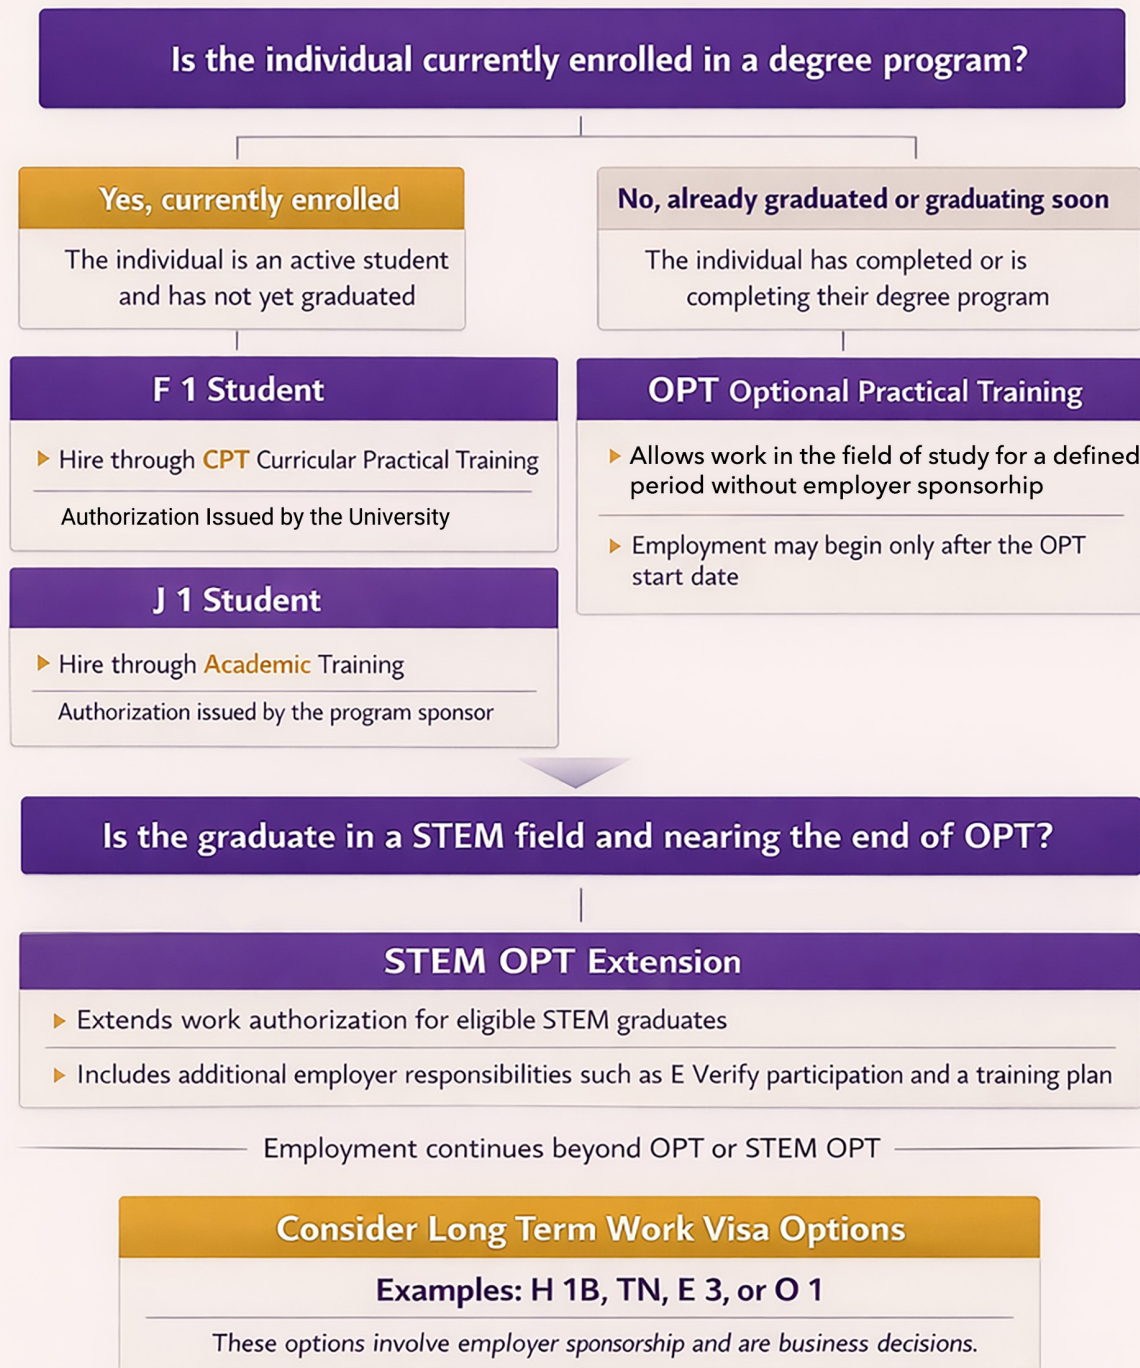 Is the individual currently enrolled in a degree program?
Yes, currently enrolled
The individual is an active student
and has not yet graduated
No, already graduated or graduating soon
The individual has completed or is
completing their degree program
F 1 Student
Hire through CPT Curricular Practical Training
Authorization Issued by the University
J 1 Student
Hire through Academic Training
Authorization issued by the program sponsor
OPT Optional Practical Training
Allows work in the field of study for a defined
period without employer sponsorhip
Employment may begin only after the OPT
start date
Is the graduate in a STEM field and nearing the end of OPT?
STEM OPT Extension
Extends work authorization for eligible STEM graduates
Includes additional employer responsibilities such as E Verify participation and a training plan
Employment continues beyond OPT or STEM OPT
Consider Long Term Work Visa Options
Examples: H 1B, TN, E 3, or O 1
These options involve employer sponsorship and are business decisions.